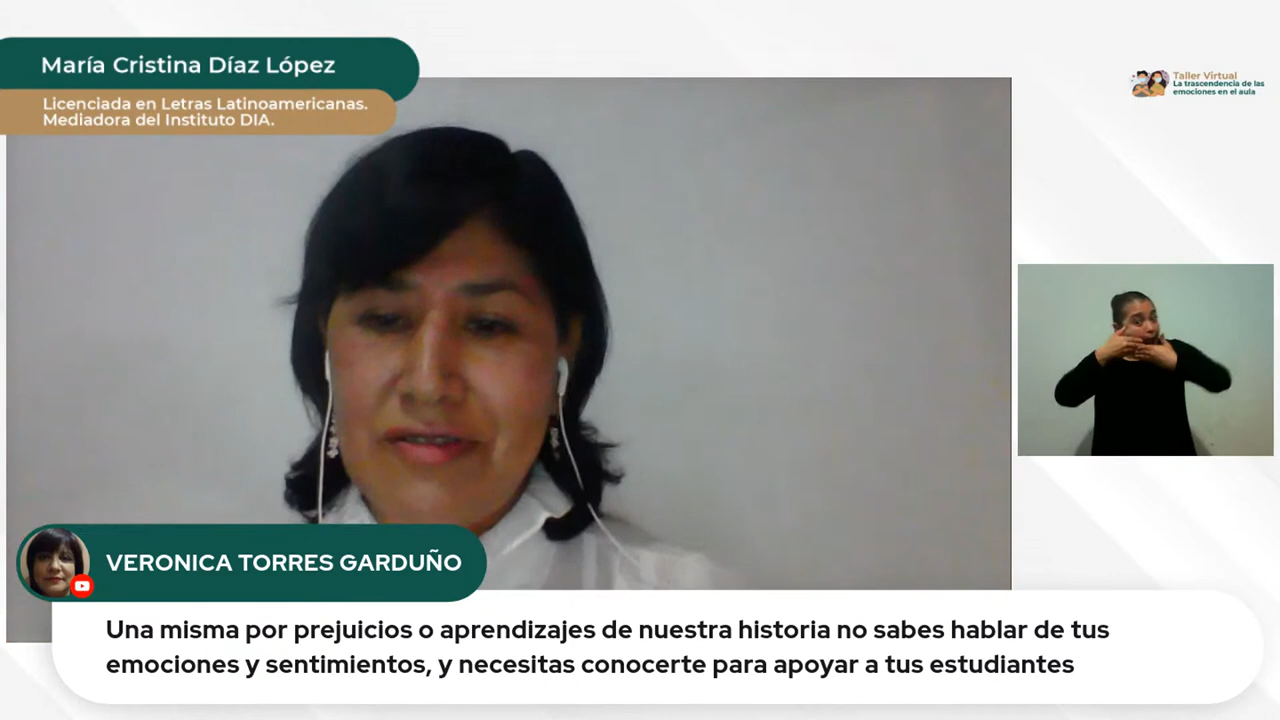 María Cristina Díaz López
Licenciada en Letras Latinoamericanas.
Mediadora del Instituto DIA.
Taller Virtual
La trascendencia de las
emociones en el aula
VERONICA TORRES GARDUÑO
Una misma por prejuicios o aprendizajes de nuestra historia no sabes hablar de tus
emociones y sentimientos, y necesitas conocerte para apoyar a tus estudiantes